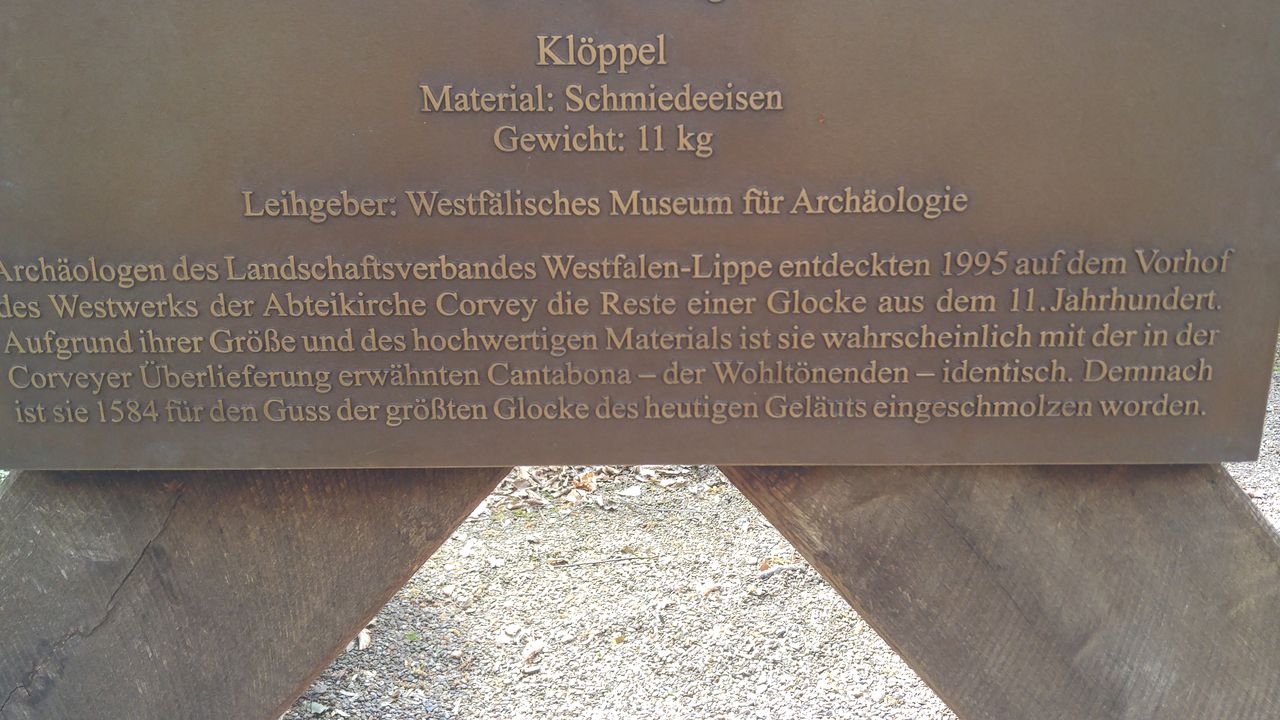 Klöppel
Material: Schmiedeeisen
Gewicht: 11 kg
Leihgeber: Westfälisches Museum für Archäologie
Archäologen des Landschaftsverbandes Westfalen-Lippe entdeckten 1995 auf dem Vorhof
des Westwerks der Abteikirche Corvey die Reste einer Glocke aus dem 11. Jahrhundert.
Aufgrund ihrer Größe und des hochwertigen Materials ist sie wahrscheinlich mit der in der
Corveyer Überlieferung erwähnten Cantabona – der Wohltönenden – identisch. Demnach
ist sie 1584 für den Guss der größten Glocke des heutigen Geläuts eingeschmolzen worden.